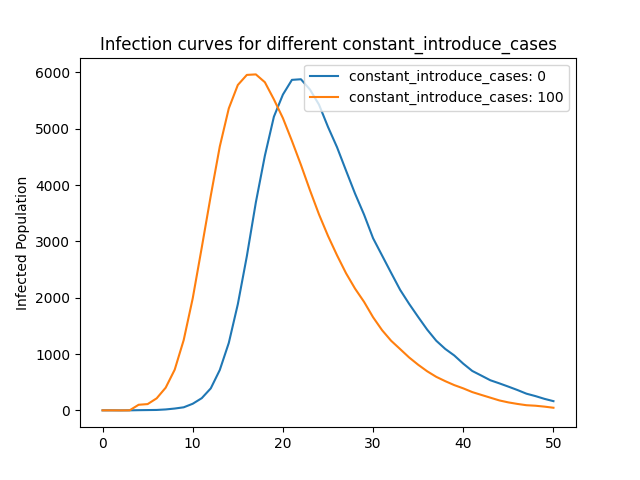 Infection curves for different constant_introduce_cases
constant_introduce_cases: 0
constant_introduce_cases: 100
Infected Population
6000
5000
4000
3000
2000
1000
0
0 10 20 30 40 50